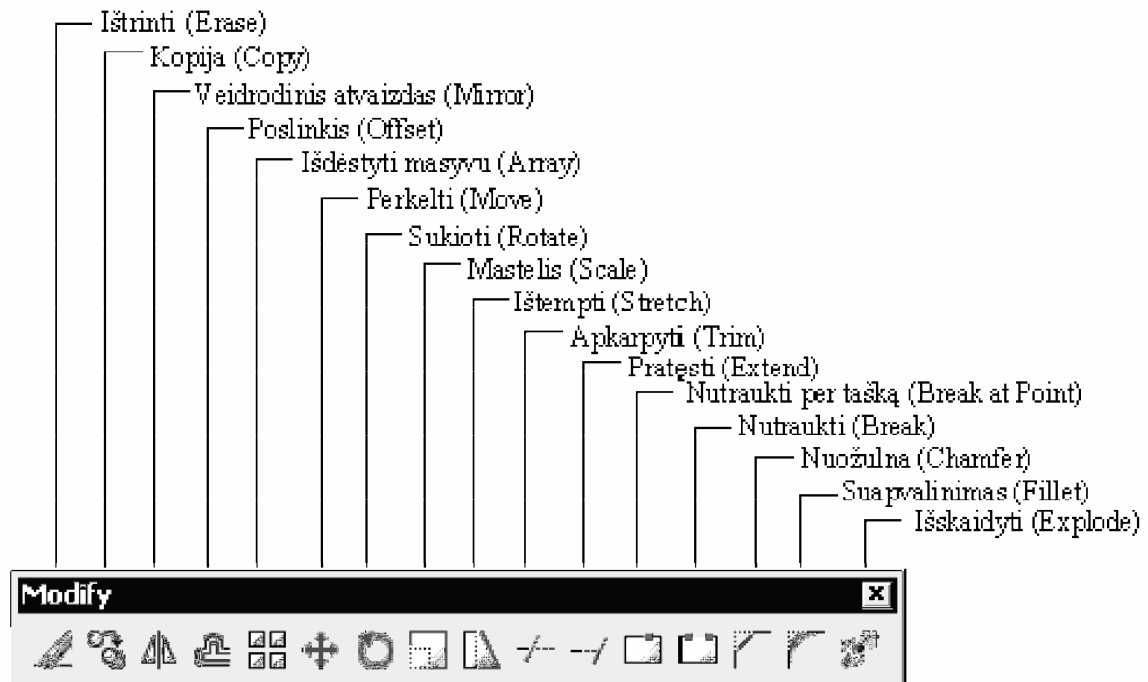 Ištrinti (Erase)
Kopija (Copy)
Veidrodinis atvaizdas (Mirror)
Poslinkis (Offset)
Išdėstyti masyvu (Array)
Perkelti (Move)
Sukioti (Rotate)
Mastelis (Scale)
Ištempti (Stretch)
Apkarpyti (Trim)
Pratęsti (Extend)
Nutraukti per tašką (Break at Point)
Nutraukti (Break)
Nuožulna (Chamfer)
Suapvalinimas (Fillet)
Išskaidyti (Explode)
Modify